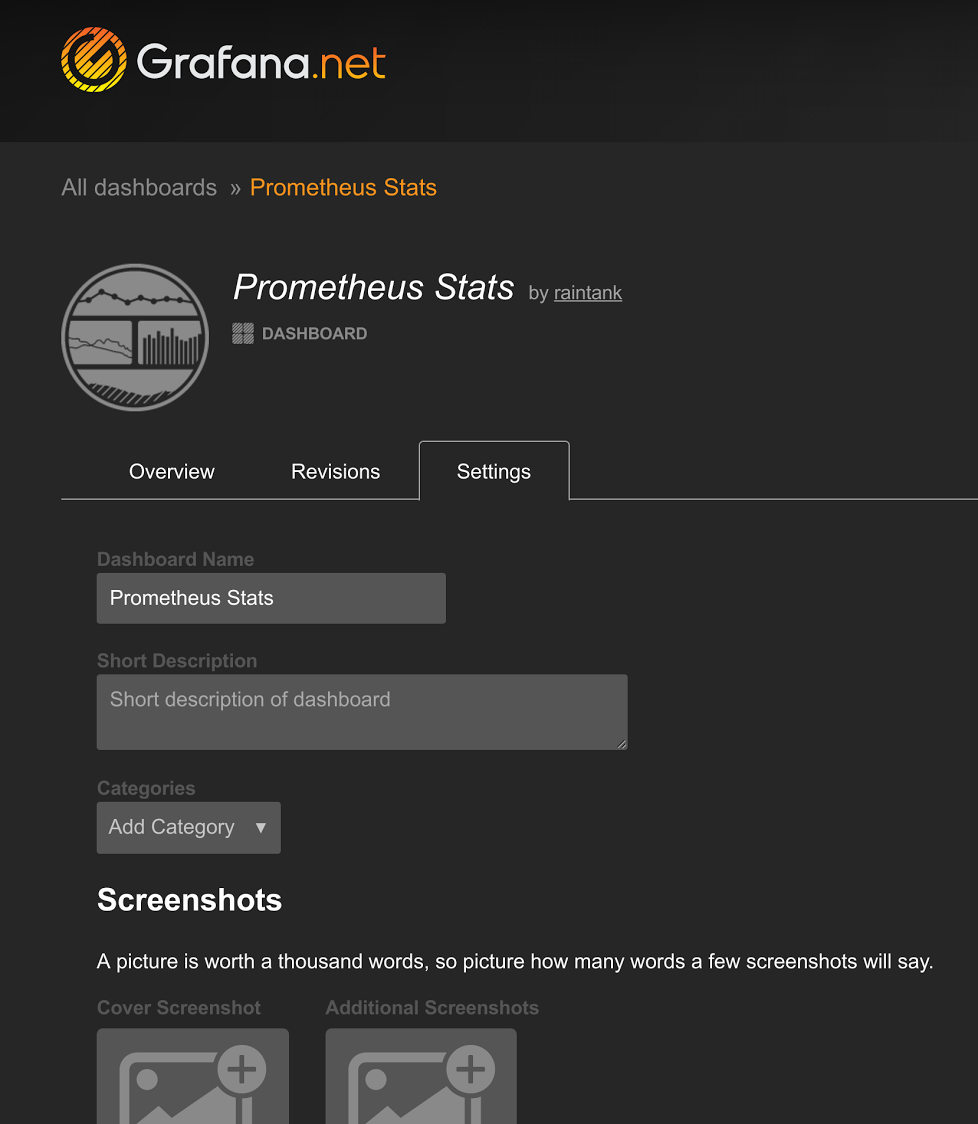 Grafana.net
All dashboards » Prometheus Stats
Prometheus Stats by raintank
DASHBOARD
Overview Revisions Settings
Dashboard Name
Prometheus Stats
Short Description
Short description of dashboard
Categories
Add Category ▼
Screenshots
A picture is worth a thousand words, so picture how many words a few screenshots will say.
Cover Screenshot Additional Screenshots